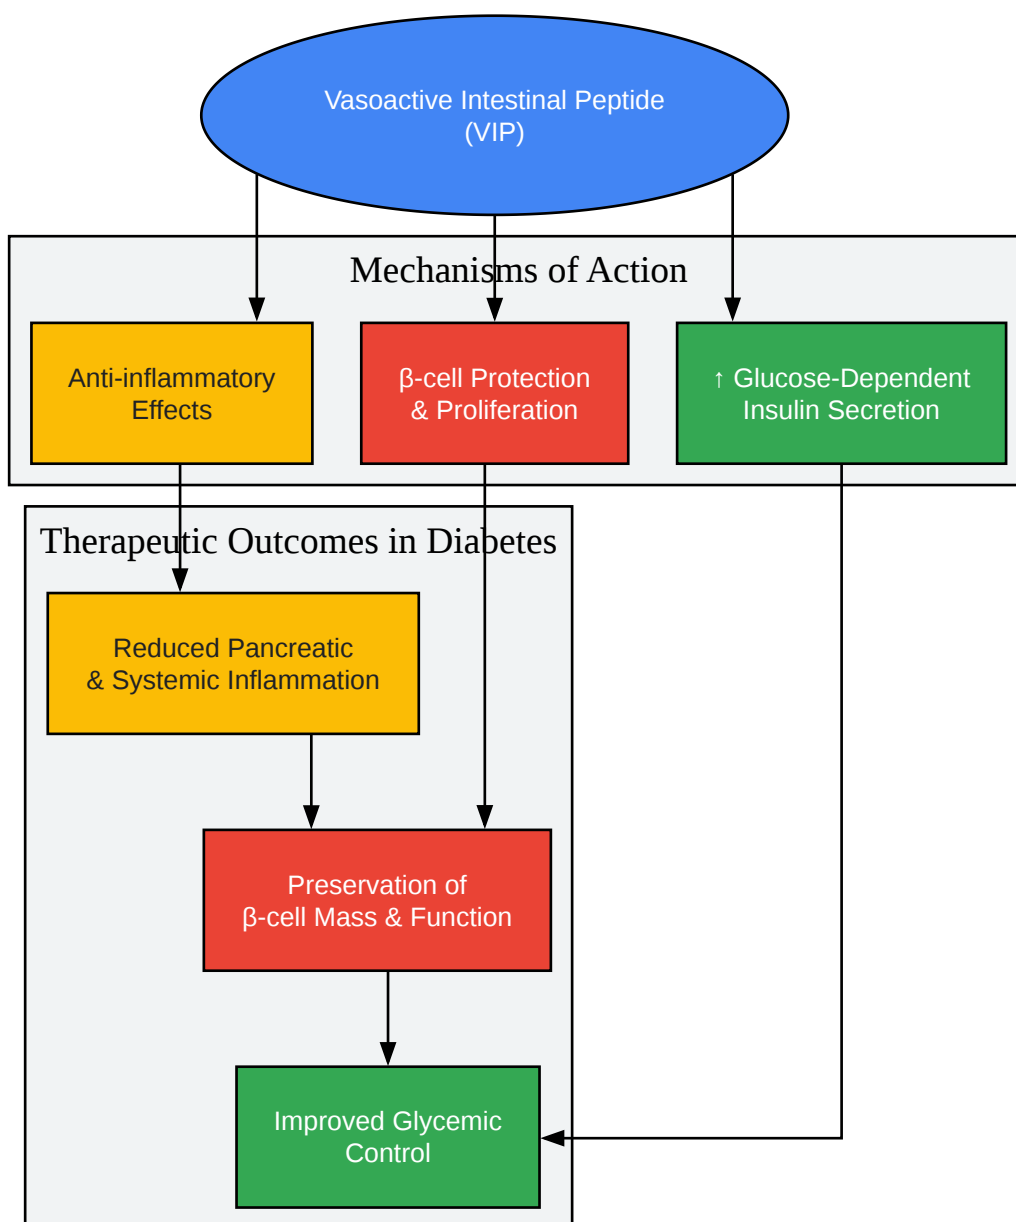 Vasoactive Intestinal Peptide
(VIP)
Mechanisms of Action
Anti-inflammatory
Effects
β-cell Protection
& Proliferation
↑ Glucose-Dependent
Insulin Secretion
Therapeutic Outcomes in Diabetes
Reduced Pancreatic
& Systemic Inflammation
Preservation of
β-cell Mass & Function
Improved Glycemic
Control